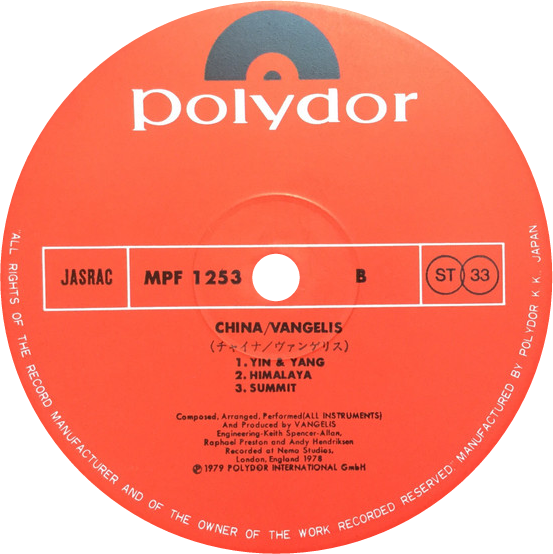 polydor
JASRAC MPF 1253 B ST 33
CHINA/VANGELIS
(チャイナ/ヴァンゲリス)
1. YIN & YANG
2. HIMALAYA
3. SUMMIT
Composed, Arranged, Performed(ALL INSTRUMENTS)
And Produced by VANGELIS
Engineering-Keith Spencer-Allan,
Raphael Preston and Andy Hendriksen
Recorded at Nemo Studios,
London, England 1978
Ⓟ 1979 POLYDOR INTERNATIONAL GmbH
"ALL RIGHTS OF THE RECORD MANUFACTURER AND OF THE OWNER OF THE WORK RECORDED RESERVED. MANUFACTURED BY POLYDOR K.K., JAPAN